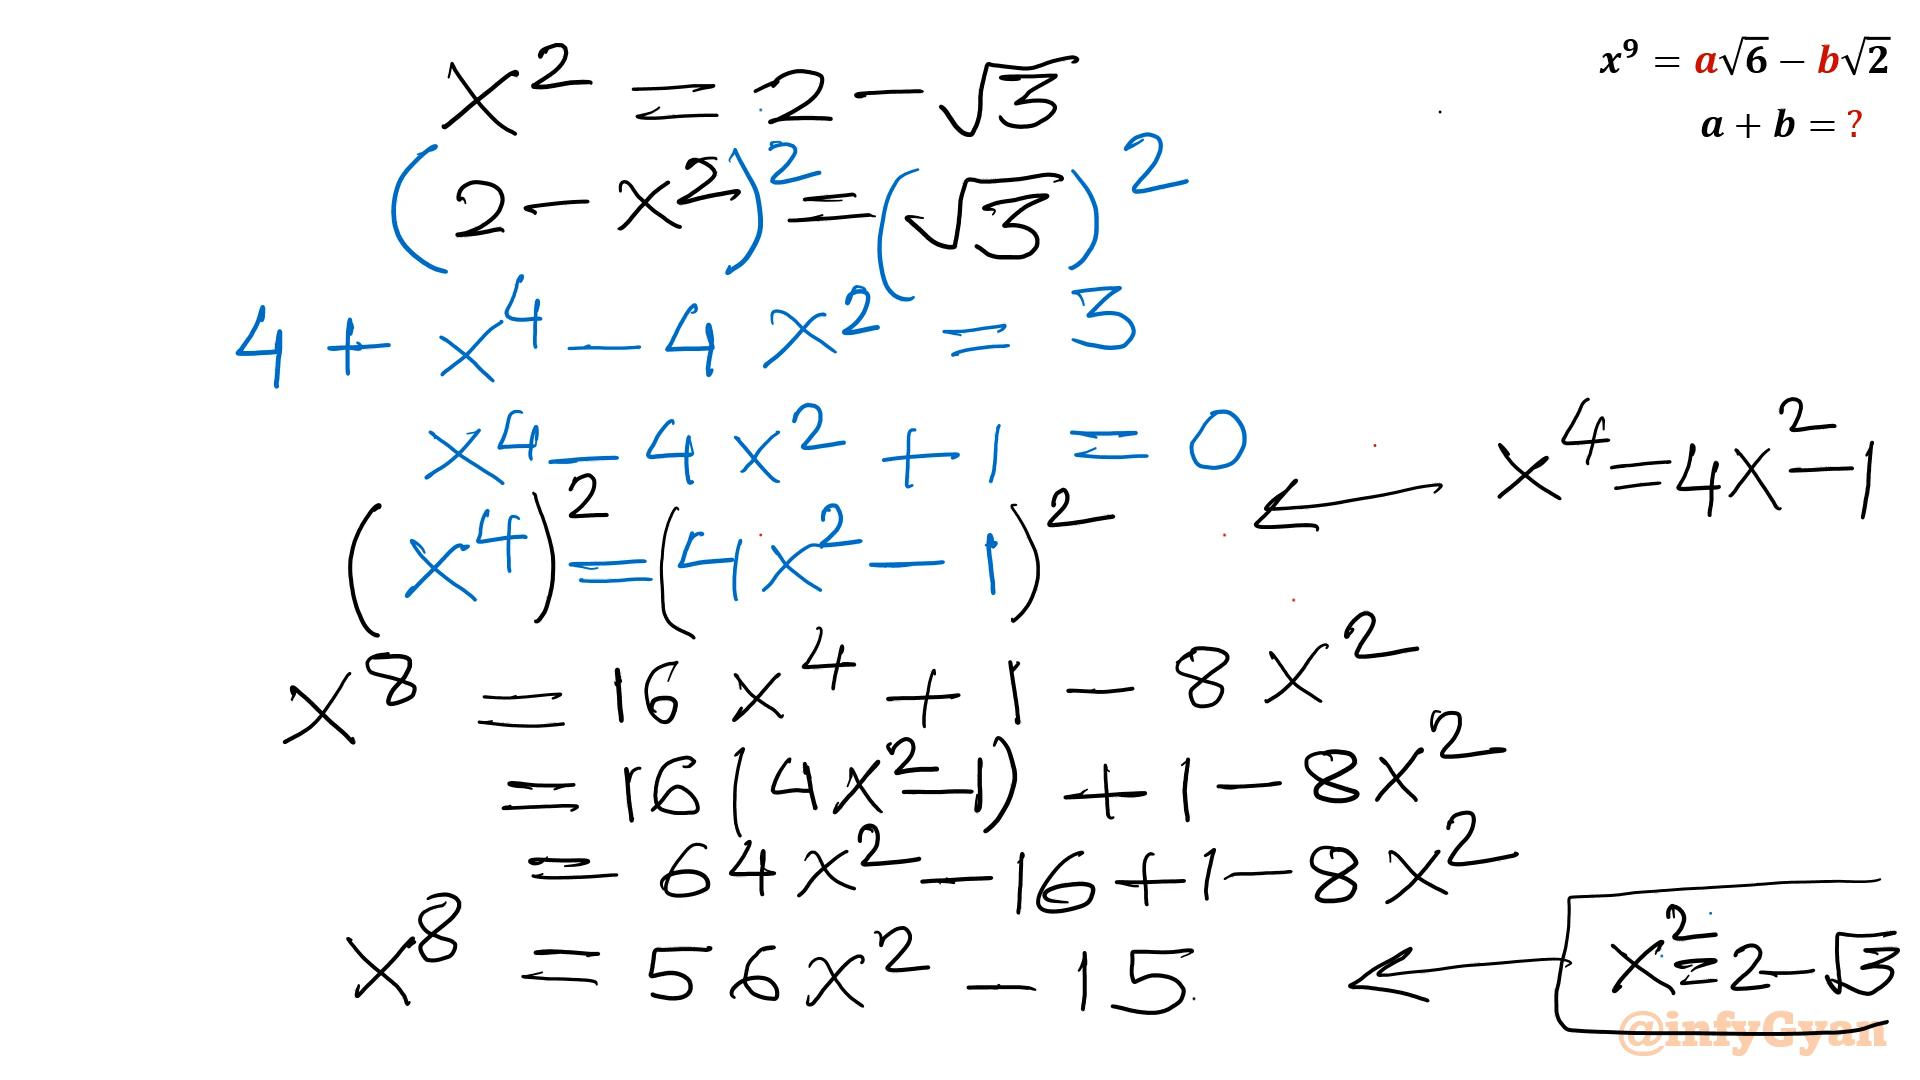 x² = 2 - √3
x⁹ = a√6 - b√2
a + b = ?
(2 - x²)² = (√3)²
4 + x⁴ - 4x² = 3
x⁴ - 4x² + 1 = 0
x⁴ = 4x² - 1
(x⁴)² = (4x² - 1)²
x⁸ = 16x⁴ + 1 - 8x²
= 16(4x² - 1) + 1 - 8x²
= 64x² - 16 + 1 - 8x²
x⁸ = 56x² - 15
x² = 2 - √3
@infyGyan